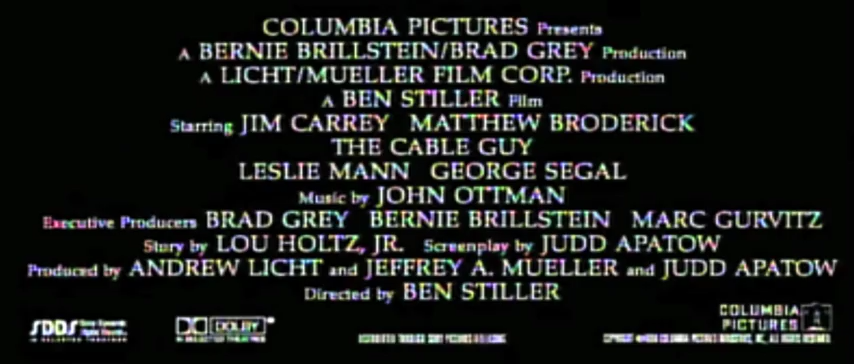 COLUMBIA PICTURES Presents
A BERNIE BRILLSTEIN/BRAD GREY Production
A LICHT/MUELLER FILM CORP. Production
A BEN STILLER Film
Starring JIM CARREY MATTHEW BRODERICK
THE CABLE GUY
LESLIE MANN GEORGE SEGAL
Music by JOHN OTTMAN
Executive Producers BRAD GREY BERNIE BRILLSTEIN MARC GURVITZ
Story by LOU HOLTZ, JR. Screenplay by JUDD APATOW
Produced by ANDREW LICHT and JEFFREY A. MUELLER and JUDD APATOW
Directed by BEN STILLER
SDDS
DOLBY
COLUMBIA
PICTURES